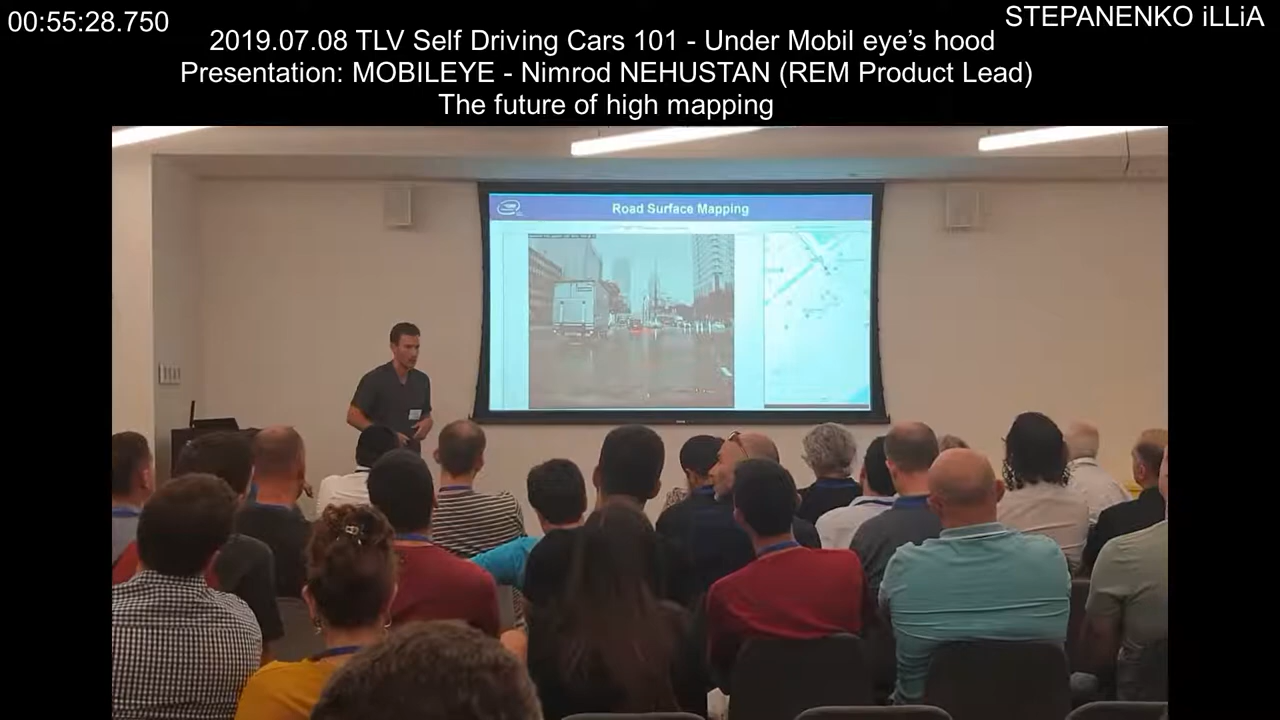 00:55:28.750
STEPANENKO iLLiA
2019.07.08 TLV Self Driving Cars 101 - Under Mobil eye’s hood
Presentation: MOBILEYE - Nimrod NEHUSTAN (REM Product Lead)
The future of high mapping
Road Surface Mapping